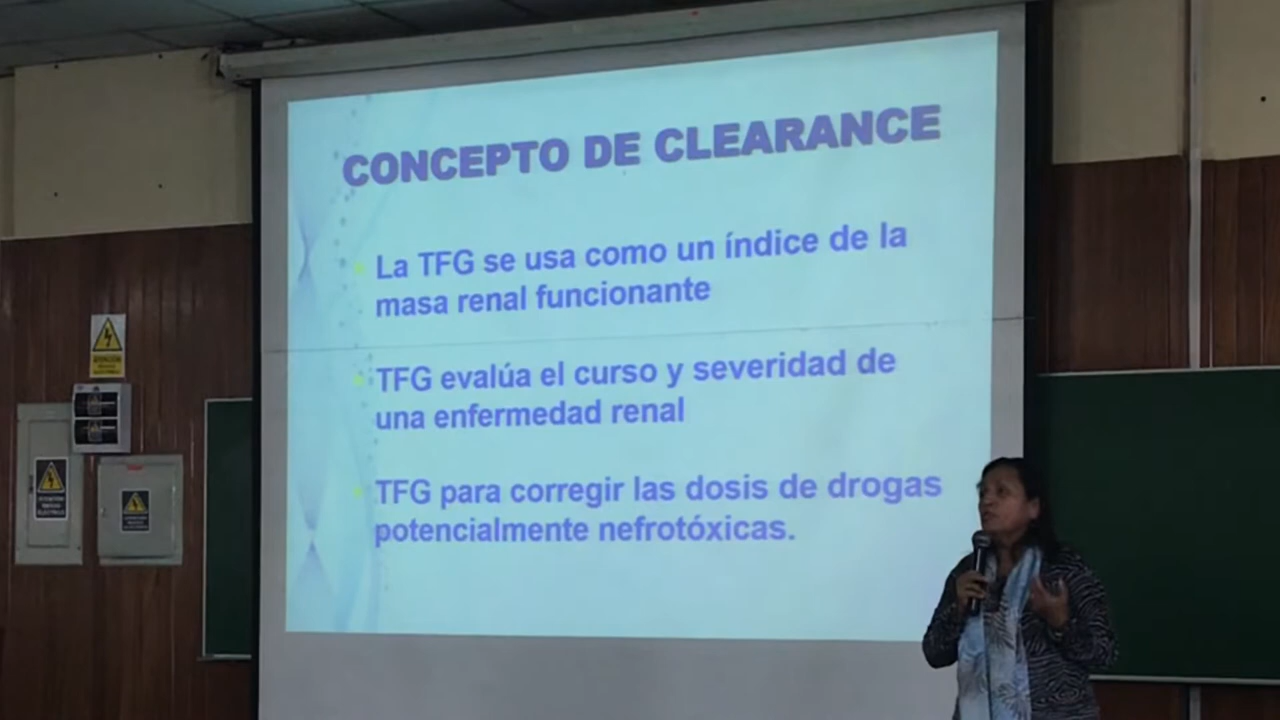 CONCEPTO DE CLEARANCE
La TFG se usa como un índice de la
masa renal funcionante
TFG evalúa el curso y severidad de
una enfermedad renal
TFG para corregir las dosis de drogas
potencialmente nefrotóxicas.
ATENCION